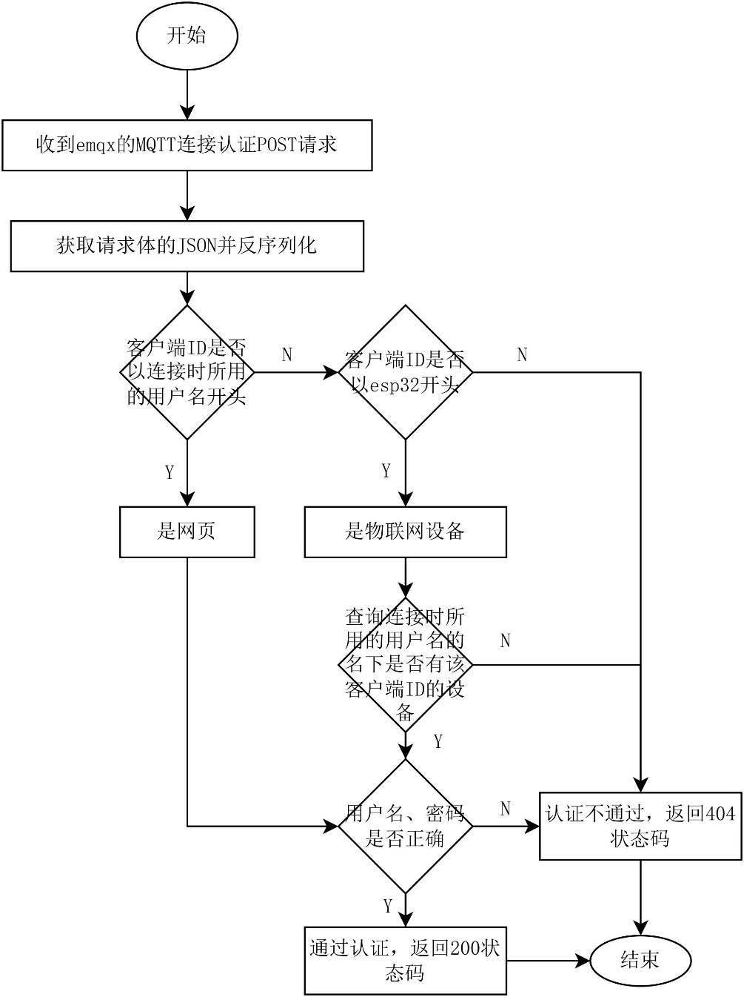 开始
收到emqx的MQTT连接认证POST请求
获取请求体的JSON并反序列化
客户端ID是否
以连接时所用
的用户名开头
N
客户端ID是否
以esp32开头
N
Y
Y
是网页
是物联网设备
查询连接时所
用的用户名的
名下是否有该
客户端ID的设
备
N
Y
用户名、密码
是否正确
N
认证不通过，返回404
状态码
Y
通过认证，返回200状
态码
结束